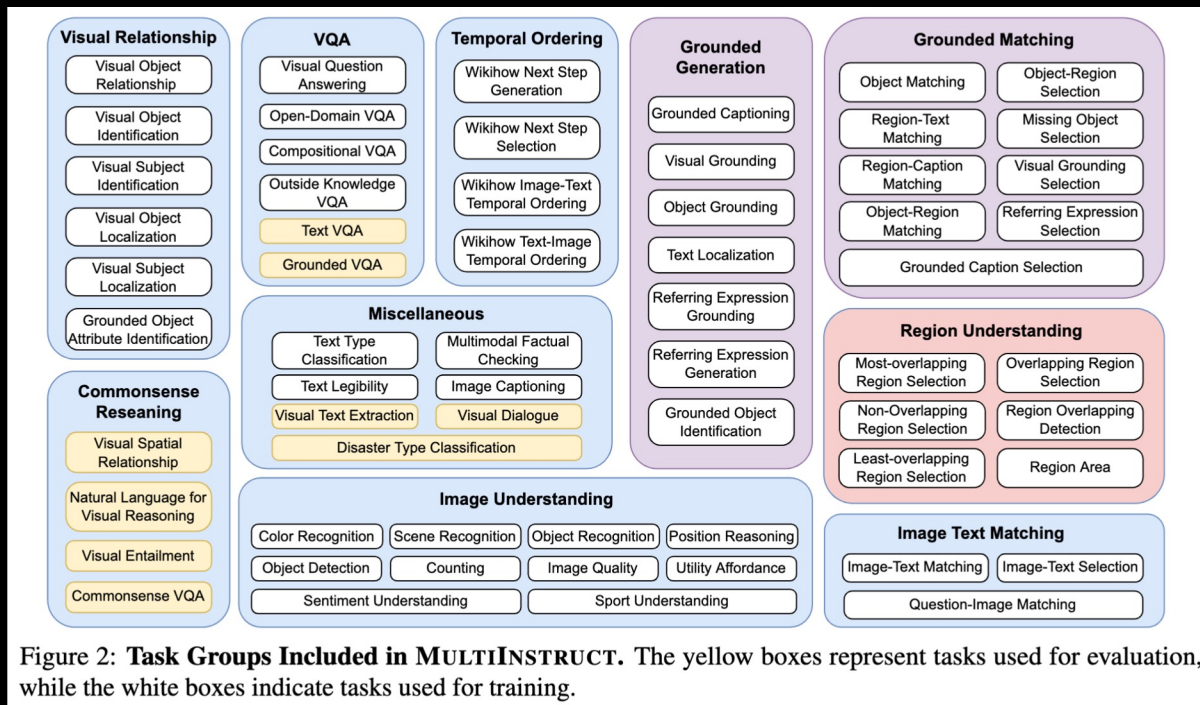 Visual Relationship
Visual Object
Relationship
Visual Object
Identification
Visual Subject
Identification
Visual Object
Localization
Visual Subject
Localization
Grounded Object
Attribute Identification
VQA
Visual Question
Answering
Open-Domain VQA
Compositional VQA
Outside Knowledge
VQA
Text VQA
Grounded VQA
Temporal Ordering
Wikihow Next Step
Generation
Wikihow Next Step
Selection
Wikihow Image-Text
Temporal Ordering
Wikihow Text-Image
Temporal Ordering
Grounded
Generation
Grounded Captioning
Visual Grounding
Object Grounding
Text Localization
Referring Expression
Grounding
Referring Expression
Generation
Grounded Object
Identification
Grounded Matching
Object Matching
Object-Region
Selection
Region-Text
Matching
Missing Object
Selection
Region-Caption
Matching
Visual Grounding
Selection
Object-Region
Matching
Referring Expression
Selection
Grounded Caption Selection
Commonsense
Reseaning
Visual Spatial
Relationship
Natural Language for
Visual Reasoning
Visual Entailment
Commonsense VQA
Miscellaneous
Text Type
Classification
Multimodal Factual
Checking
Text Legibility
Image Captioning
Visual Text Extraction
Visual Dialogue
Disaster Type Classification
Region Understanding
Most-overlapping
Region Selection
Overlapping Region
Selection
Non-Overlapping
Region Selection
Region Overlapping
Detection
Least-overlapping
Region Selection
Region Area
Image Understanding
Color Recognition
Scene Recognition
Object Recognition
Position Reasoning
Object Detection
Counting
Image Quality
Utility Affordance
Sentiment Understanding
Sport Understanding
Image Text Matching
Image-Text Matching
Image-Text Selection
Question-Image Matching
Figure 2: Task Groups Included in MULTIINSTRUCT. The yellow boxes represent tasks used for evaluation,
while the white boxes indicate tasks used for training.